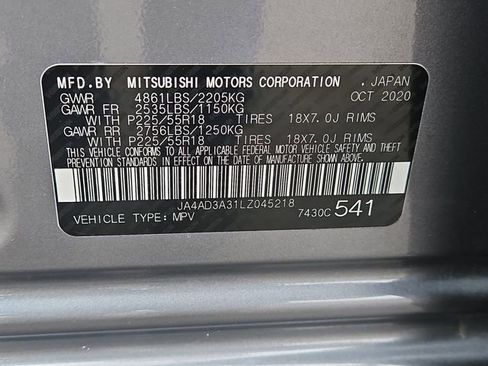 MFD.BY MITSUBISHI MOTORS CORPORATION , JAPAN
GVWR 4861LBS/2205KG OCT 2020
GAWR FR 2535LBS/1150KG
WITH P225/55R18 TIRES 18X7.0J RIMS
GAWR RR 2756LBS/1250KG
WITH P225/55R18 TIRES 18X7.0J RIMS
THIS VEHICLE CONFORMS TO ALL APPLICABLE FEDERAL MOTOR VEHICLE SAFETY AND
THEFT PREVENTION STANDARDS IN EFFECT ON THE DATE OF MANUFACTURE SHOWN ABOVE.
JA4AD3A31LZ045218
VEHICLE TYPE: MPV 7430C 541